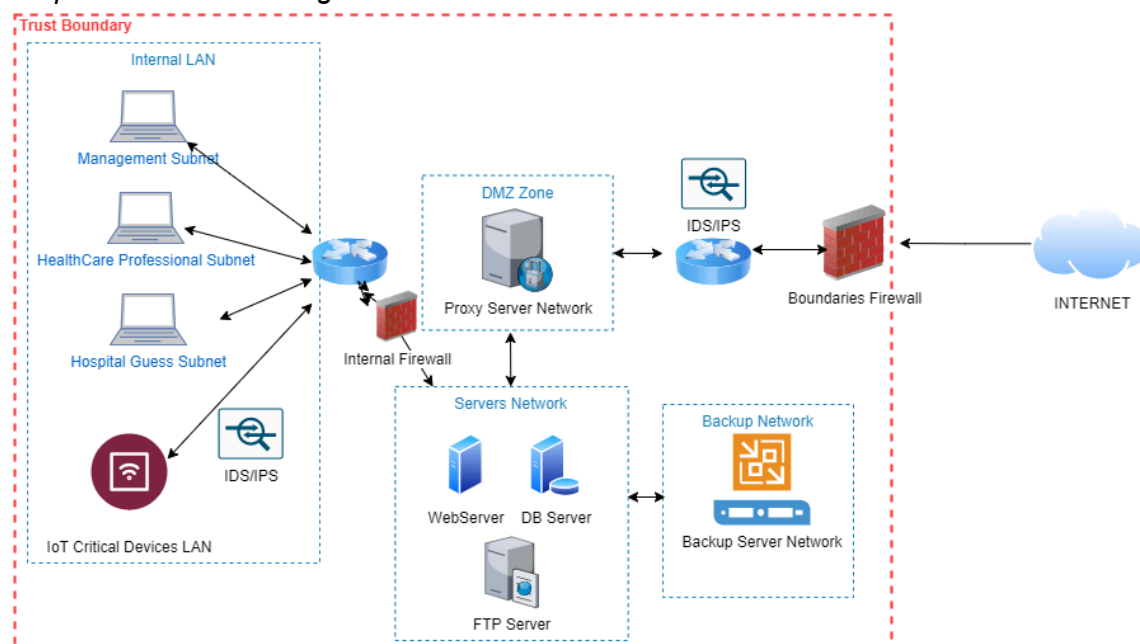 Trust Boundary
Internal LAN
Management Subnet
HealthCare Professional Subnet
Hospital Guess Subnet
IDS/IPS
IoT Critical Devices LAN
Internal Firewall
DMZ Zone
Proxy Server Network
IDS/IPS
Boundaries Firewall
INTERNET
Servers Network
WebServer
DB Server
FTP Server
Backup Network
Backup Server Network